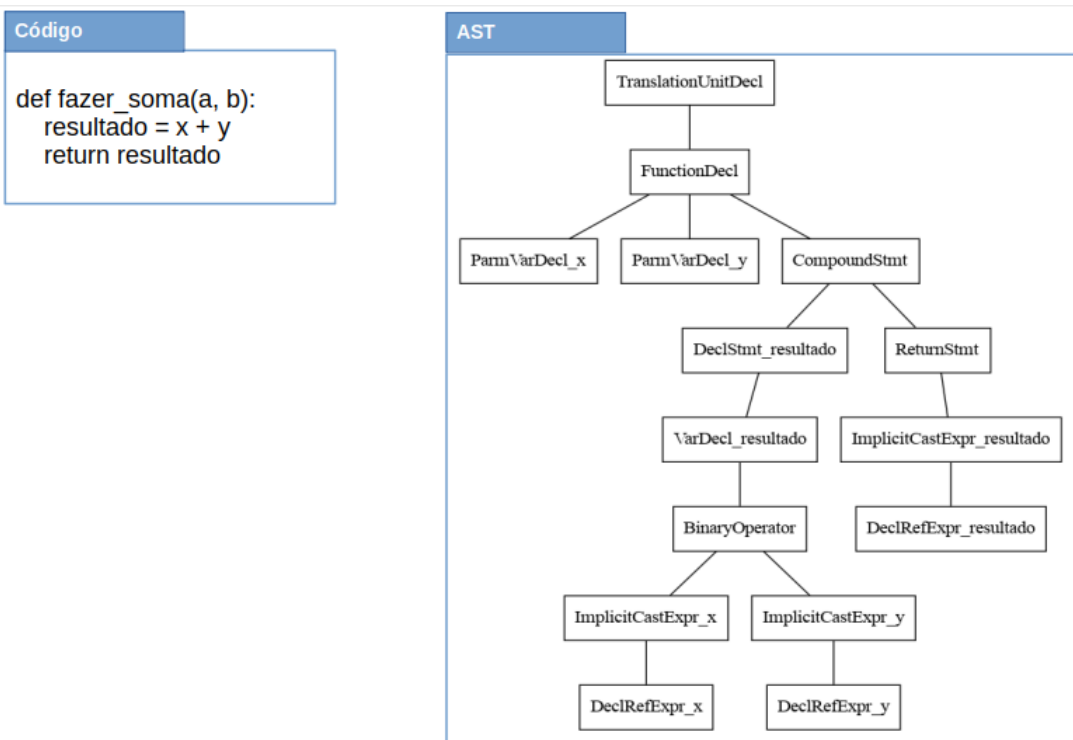 Código
def fazer_soma(a, b):
resultado = x + y
return resultado
AST
TranslationUnitDecl
FunctionDecl
ParmVarDecl_x
ParmVarDecl_y
CompoundStmt
DeclStmt_resultado
ReturnStmt
VarDecl_resultado
ImplicitCastExpr_resultado
BinaryOperator
DeclRefExpr_resultado
ImplicitCastExpr_x
ImplicitCastExpr_y
DeclRefExpr_x
DeclRefExpr_y